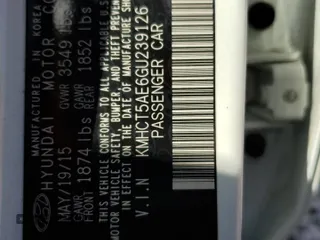 MANUFACTURED IN KOREA
HYUNDAI MOTOR CO
MAY/19/15 GVWR 3549 lbs
GAWR FRONT 1874 lbs GAWR REAR 1852 lbs
THIS VEHICLE CONFORMS TO ALL
MOTOR VEHICLE SAFETY, BUMPER, AND THEFT PREVENTION
IN EFFECT ON THE DATE OF MANUFACTURE
V.I.N KMHCT5AE6GU239126
PASSENGER CAR